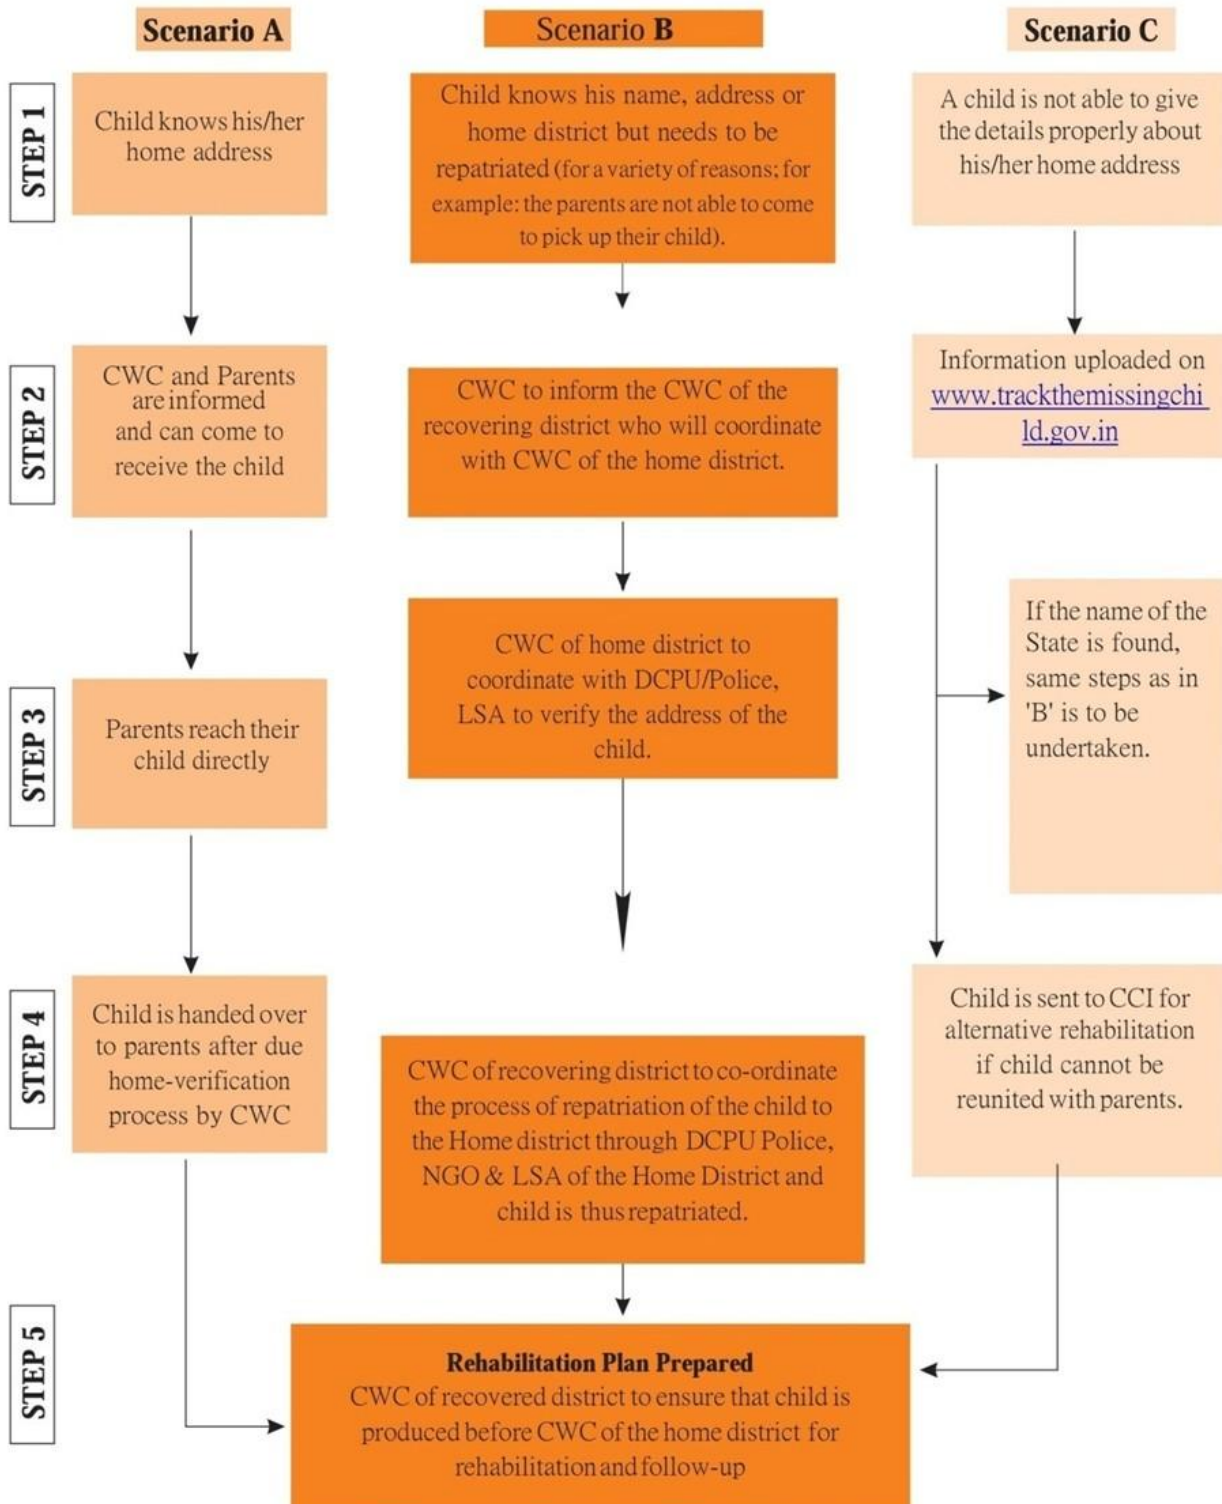 Scenario A
Scenario B
Scenario C
STEP 1
Child knows his/her
home address
Child knows his name, address or
home district but needs to be
repatriated (for a variety of reasons; for
example: the parents are not able to come
to pick up their child).
A child is not able to give
the details properly about
his/her home address
STEP 2
CWC and Parents
are informed
and can come to
receive the child
CWC to inform the CWC of the
recovering district who will coordinate
with CWC of the home district.
Information uploaded on
www.trackthemissingchi
ld.gov.in
STEP 3
Parents reach their
child directly
CWC of home district to
coordinate with DCPU/Police,
LSA to verify the address of the
child.
If the name of the
State is found,
same steps as in
'B' is to be
undertaken.
STEP 4
Child is handed over
to parents after due
home-verification
process by CWC
CWC of recovering district to co-ordinate
the process of repatriation of the child to
the Home district through DCPU Police,
NGO & LSA of the Home District and
child is thus repatriated.
Child is sent to CCI for
alternative rehabilitation
if child cannot be
reunited with parents.
STEP 5
Rehabilitation Plan Prepared
CWC of recovered district to ensure that child is
produced before CWC of the home district for
rehabilitation and follow-up